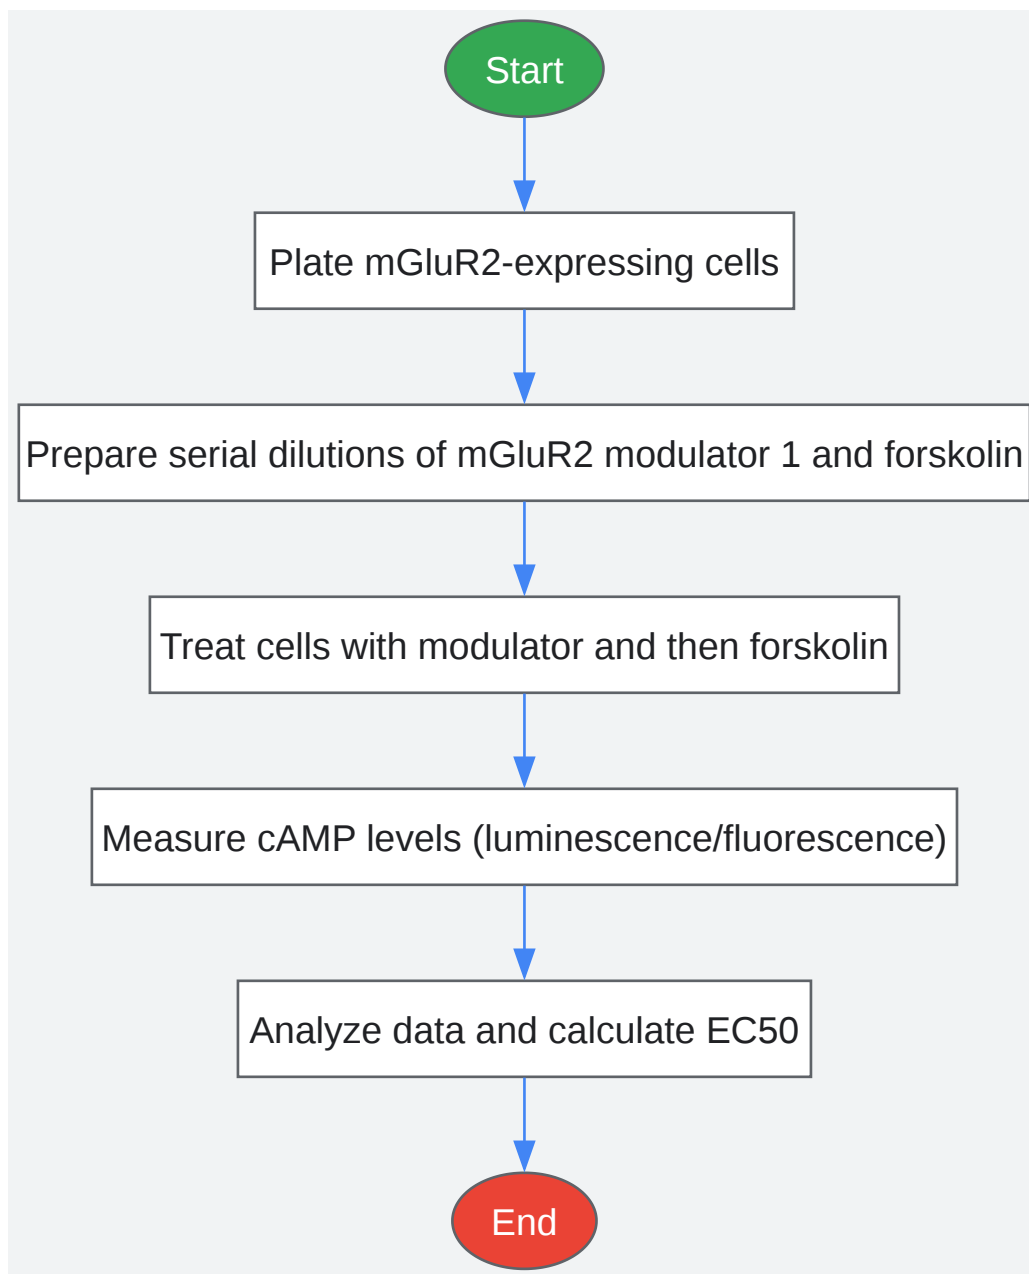 Start
Plate mGluR2-expressing cells
Prepare serial dilutions of mGluR2 modulator 1 and forskolin
Treat cells with modulator and then forskolin
Measure cAMP levels (luminescence/fluorescence)
Analyze data and calculate EC50
End